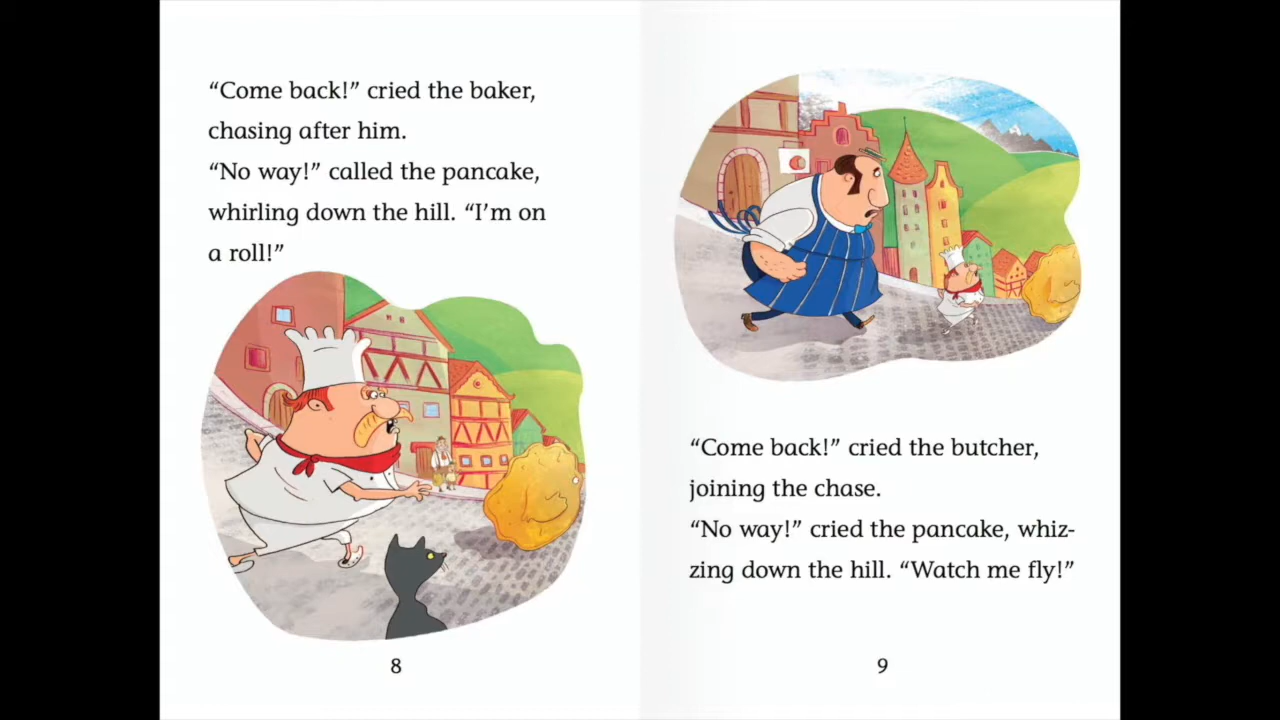 “Come back!” cried the baker,
chasing after him.
“No way!” called the pancake,
whirling down the hill. “I’m on
a roll!”
8
“Come back!” cried the butcher,
joining the chase.
“No way!” cried the pancake, whiz-
zing down the hill. “Watch me fly!”
9